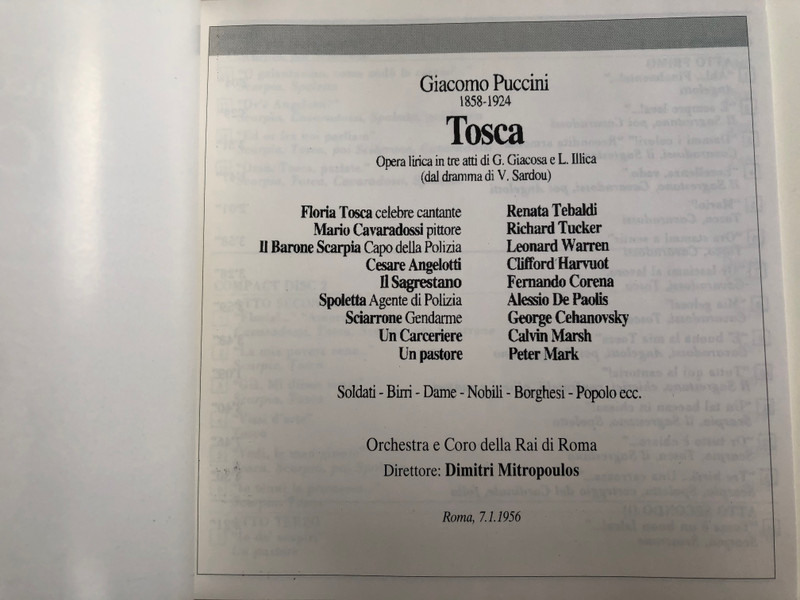 Giacomo Puccini
1858-1924
Tosca
Opera lirica in tre atti di G. Giacosa e L. Illica
(dal dramma di V. Sardou)
Floria Tosca celebre cantante Renata Tebaldi
Mario Cavaradossi pittore Richard Tucker
Il Barone Scarpia Capo della Polizia Leonard Warren
Cesare Angelotti Clifford Harvuot
Il Sagrestano Fernando Corena
Spoletta Agente di Polizia Alessio De Paolis
Sciarrone Gendarme George Cehanovsky
Un Carceriere Calvin Marsh
Un pastore Peter Mark
Soldati - Birri - Dame - Nobili - Borghesi - Popolo ecc.
Orchestra e Coro della Rai di Roma
Direttore: Dimitri Mitropoulos
Roma, 7.1.1956